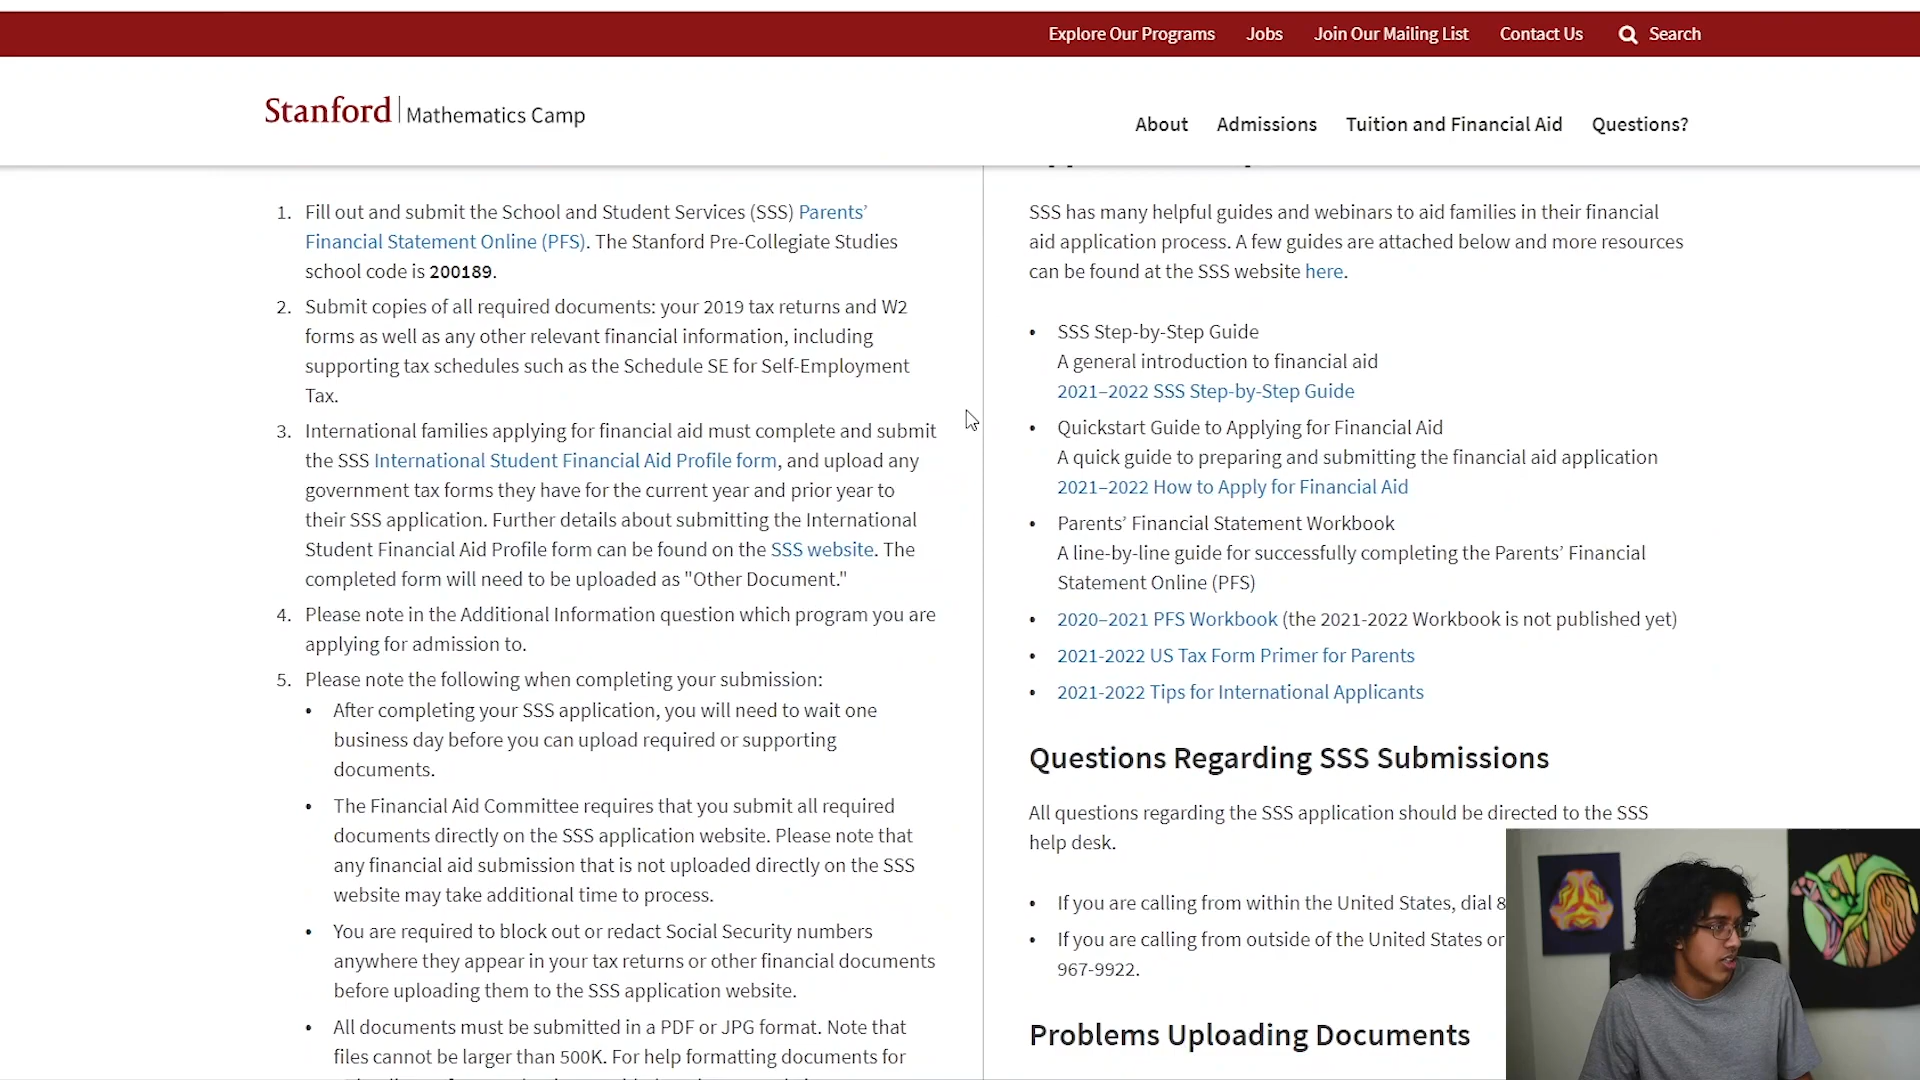 Explore Our Programs
Jobs
Join Our Mailing List
Contact Us
Search
Stanford
Mathematics Camp
About
Admissions
Tuition and Financial Aid
Questions?
1. Fill out and submit the School and Student Services (SSS) Parents’
Financial Statement Online (PFS). The Stanford Pre-Collegiate Studies
school code is 200189.
2. Submit copies of all required documents: your 2019 tax returns and W2
forms as well as any other relevant financial information, including
supporting tax schedules such as the Schedule SE for Self-Employment
Tax.
3. International families applying for financial aid must complete and submit
the SSS International Student Financial Aid Profile form, and upload any
government tax forms they have for the current year and prior year to
their SSS application. Further details about submitting the International
Student Financial Aid Profile form can be found on the SSS website. The
completed form will need to be uploaded as "Other Document."
4. Please note in the Additional Information question which program you are
applying for admission to.
5. Please note the following when completing your submission:
• After completing your SSS application, you will need to wait one
business day before you can upload required or supporting
documents.
• The Financial Aid Committee requires that you submit all required
documents directly on the SSS application website. Please note that
any financial aid submission that is not uploaded directly on the SSS
website may take additional time to process.
• You are required to block out or redact Social Security numbers
anywhere they appear in your tax returns or other financial documents
before uploading them to the SSS application website.
• All documents must be submitted in a PDF or JPG format. Note that
files cannot be larger than 500K. For help formatting documents for
SSS has many helpful guides and webinars to aid families in their financial
aid application process. A few guides are attached below and more resources
can be found at the SSS website here.
• SSS Step-by-Step Guide
A general introduction to financial aid
2021–2022 SSS Step-by-Step Guide
• Quickstart Guide to Applying for Financial Aid
A quick guide to preparing and submitting the financial aid application
2021–2022 How to Apply for Financial Aid
• Parents’ Financial Statement Workbook
A line-by-line guide for successfully completing the Parents’ Financial
Statement Online (PFS)
• 2020–2021 PFS Workbook (the 2021-2022 Workbook is not published yet)
• 2021-2022 US Tax Form Primer for Parents
• 2021-2022 Tips for International Applicants
Questions Regarding SSS Submissions
All questions regarding the SSS application should be directed to the SSS
help desk.
• If you are calling from within the United States, dial 8
• If you are calling from outside of the United States or
967-9922.
Problems Uploading Documents